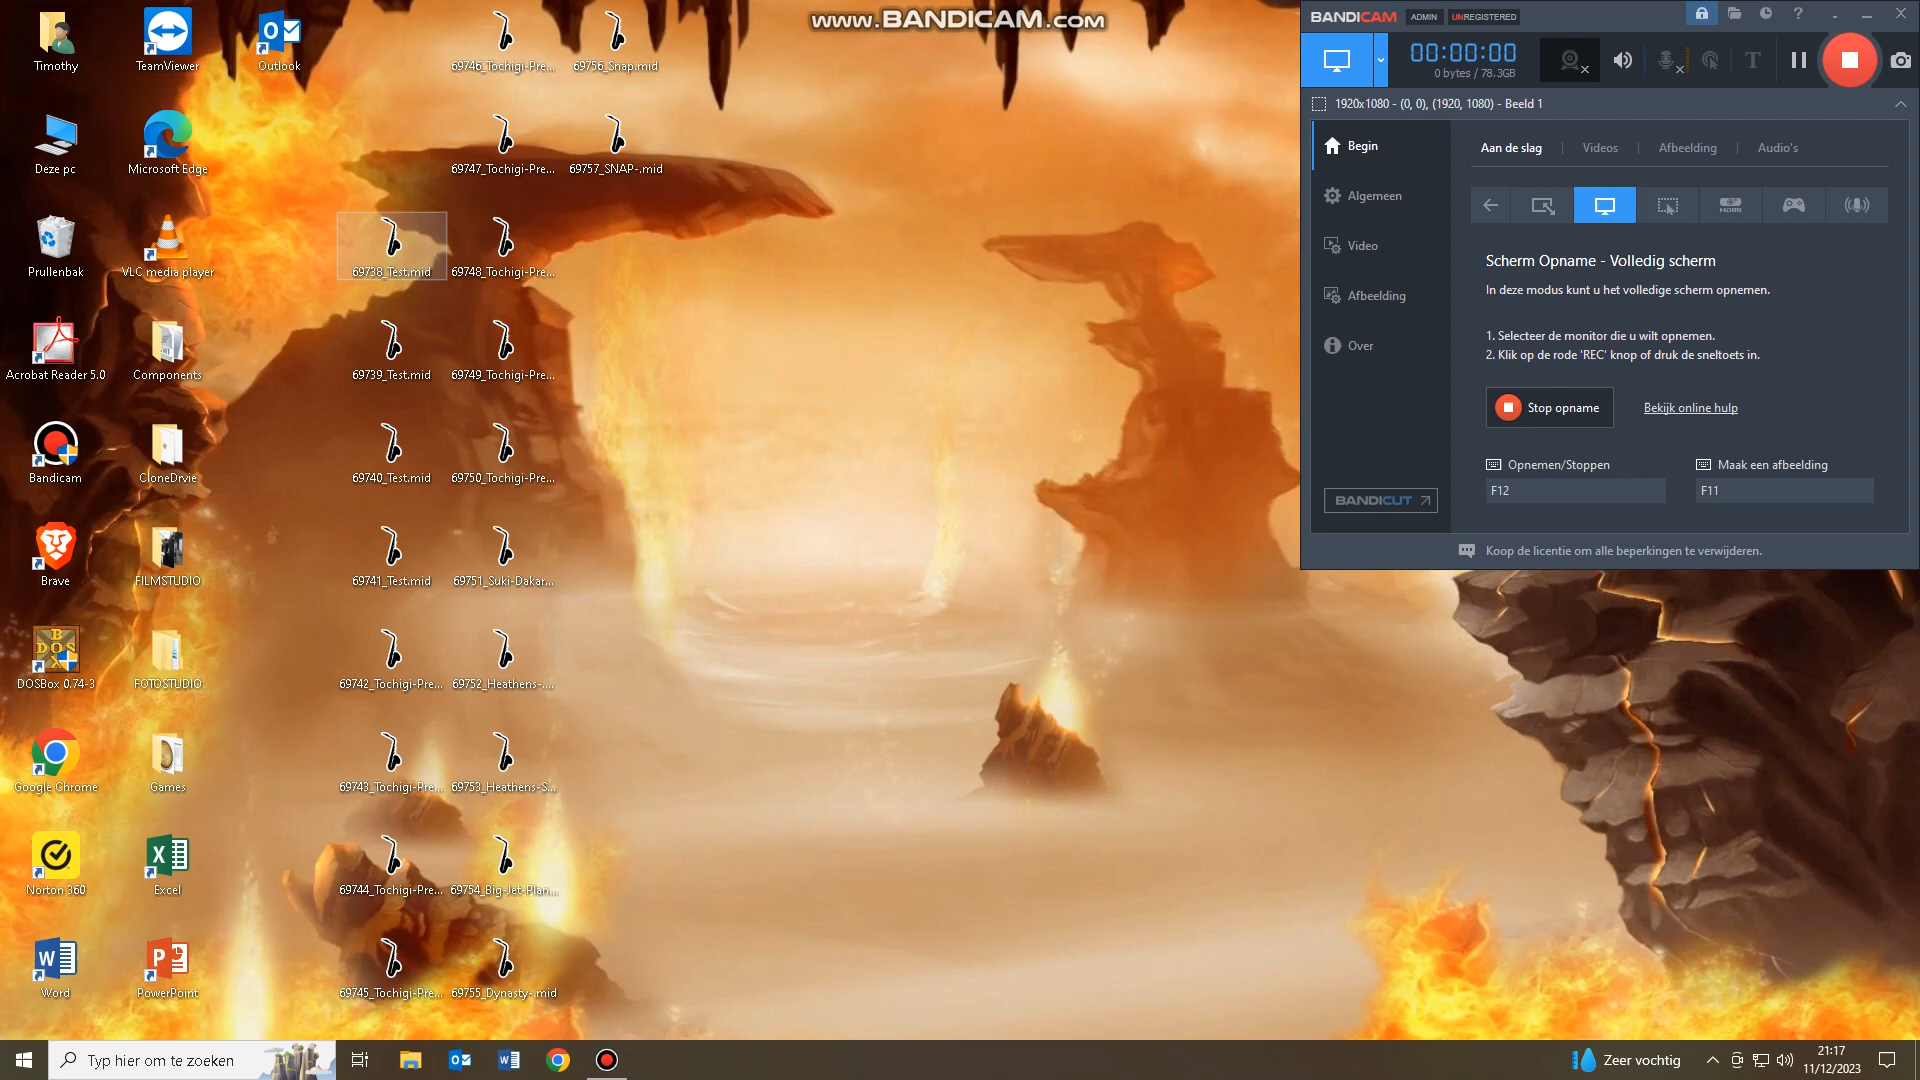 www.BANDICAM.com
Timothy
TeamViewer
Outlook
69746_Tochigi-Pre...
69756_Snap.mid
Deze pc
Microsoft Edge
69747_Tochigi-Pre...
69757_SNAP-.mid
Prullenbak
VLC media player
69738_Test.mid
69748_Tochigi-Pre...
Acrobat Reader 5.0
Components
69739_Test.mid
69749_Tochigi-Pre...
Bandicam
CloneDrvie
69740_Test.mid
69750_Tochigi-Pre...
Brave
FILMSTUDIO
69741_Test.mid
69751_Suki-Dakar...
DOSBox 0.74-3
FOTOSTUDIO
69742_Tochigi-Pre...
69752_Heathens-....
Google Chrome
Games
69743_Tochigi-Pre...
69753_Heathens-S...
Norton 360
Excel
69744_Tochigi-Pre...
69754_Big-Jet-Plan...
Word
PowerPoint
69745_Tochigi-Pre...
69755_Dynasty-.mid
BANDICAM ADMIN UNREGISTERED
00:00:00
0 bytes / 78.3GB
1920x1080 - (0, 0), (1920, 1080) - Beeld 1
Begin
Algemeen
Video
Afbeelding
Over
BANDICUT
Aan de slag
Videos
Afbeelding
Audio's
HDMI
Scherm Opname - Volledig scherm
In deze modus kunt u het volledige scherm opnemen.
1. Selecteer de monitor die u wilt opnemen.
2. Klik op de rode 'REC' knop of druk de sneltoets in.
Stop opname
Bekijk online hulp
Opnemen/Stoppen
Maak een afbeelding
F12
F11
Koop de licentie om alle beperkingen te verwijderen.
Typ hier om te zoeken
Zeer vochtig
21:17
11/12/2023